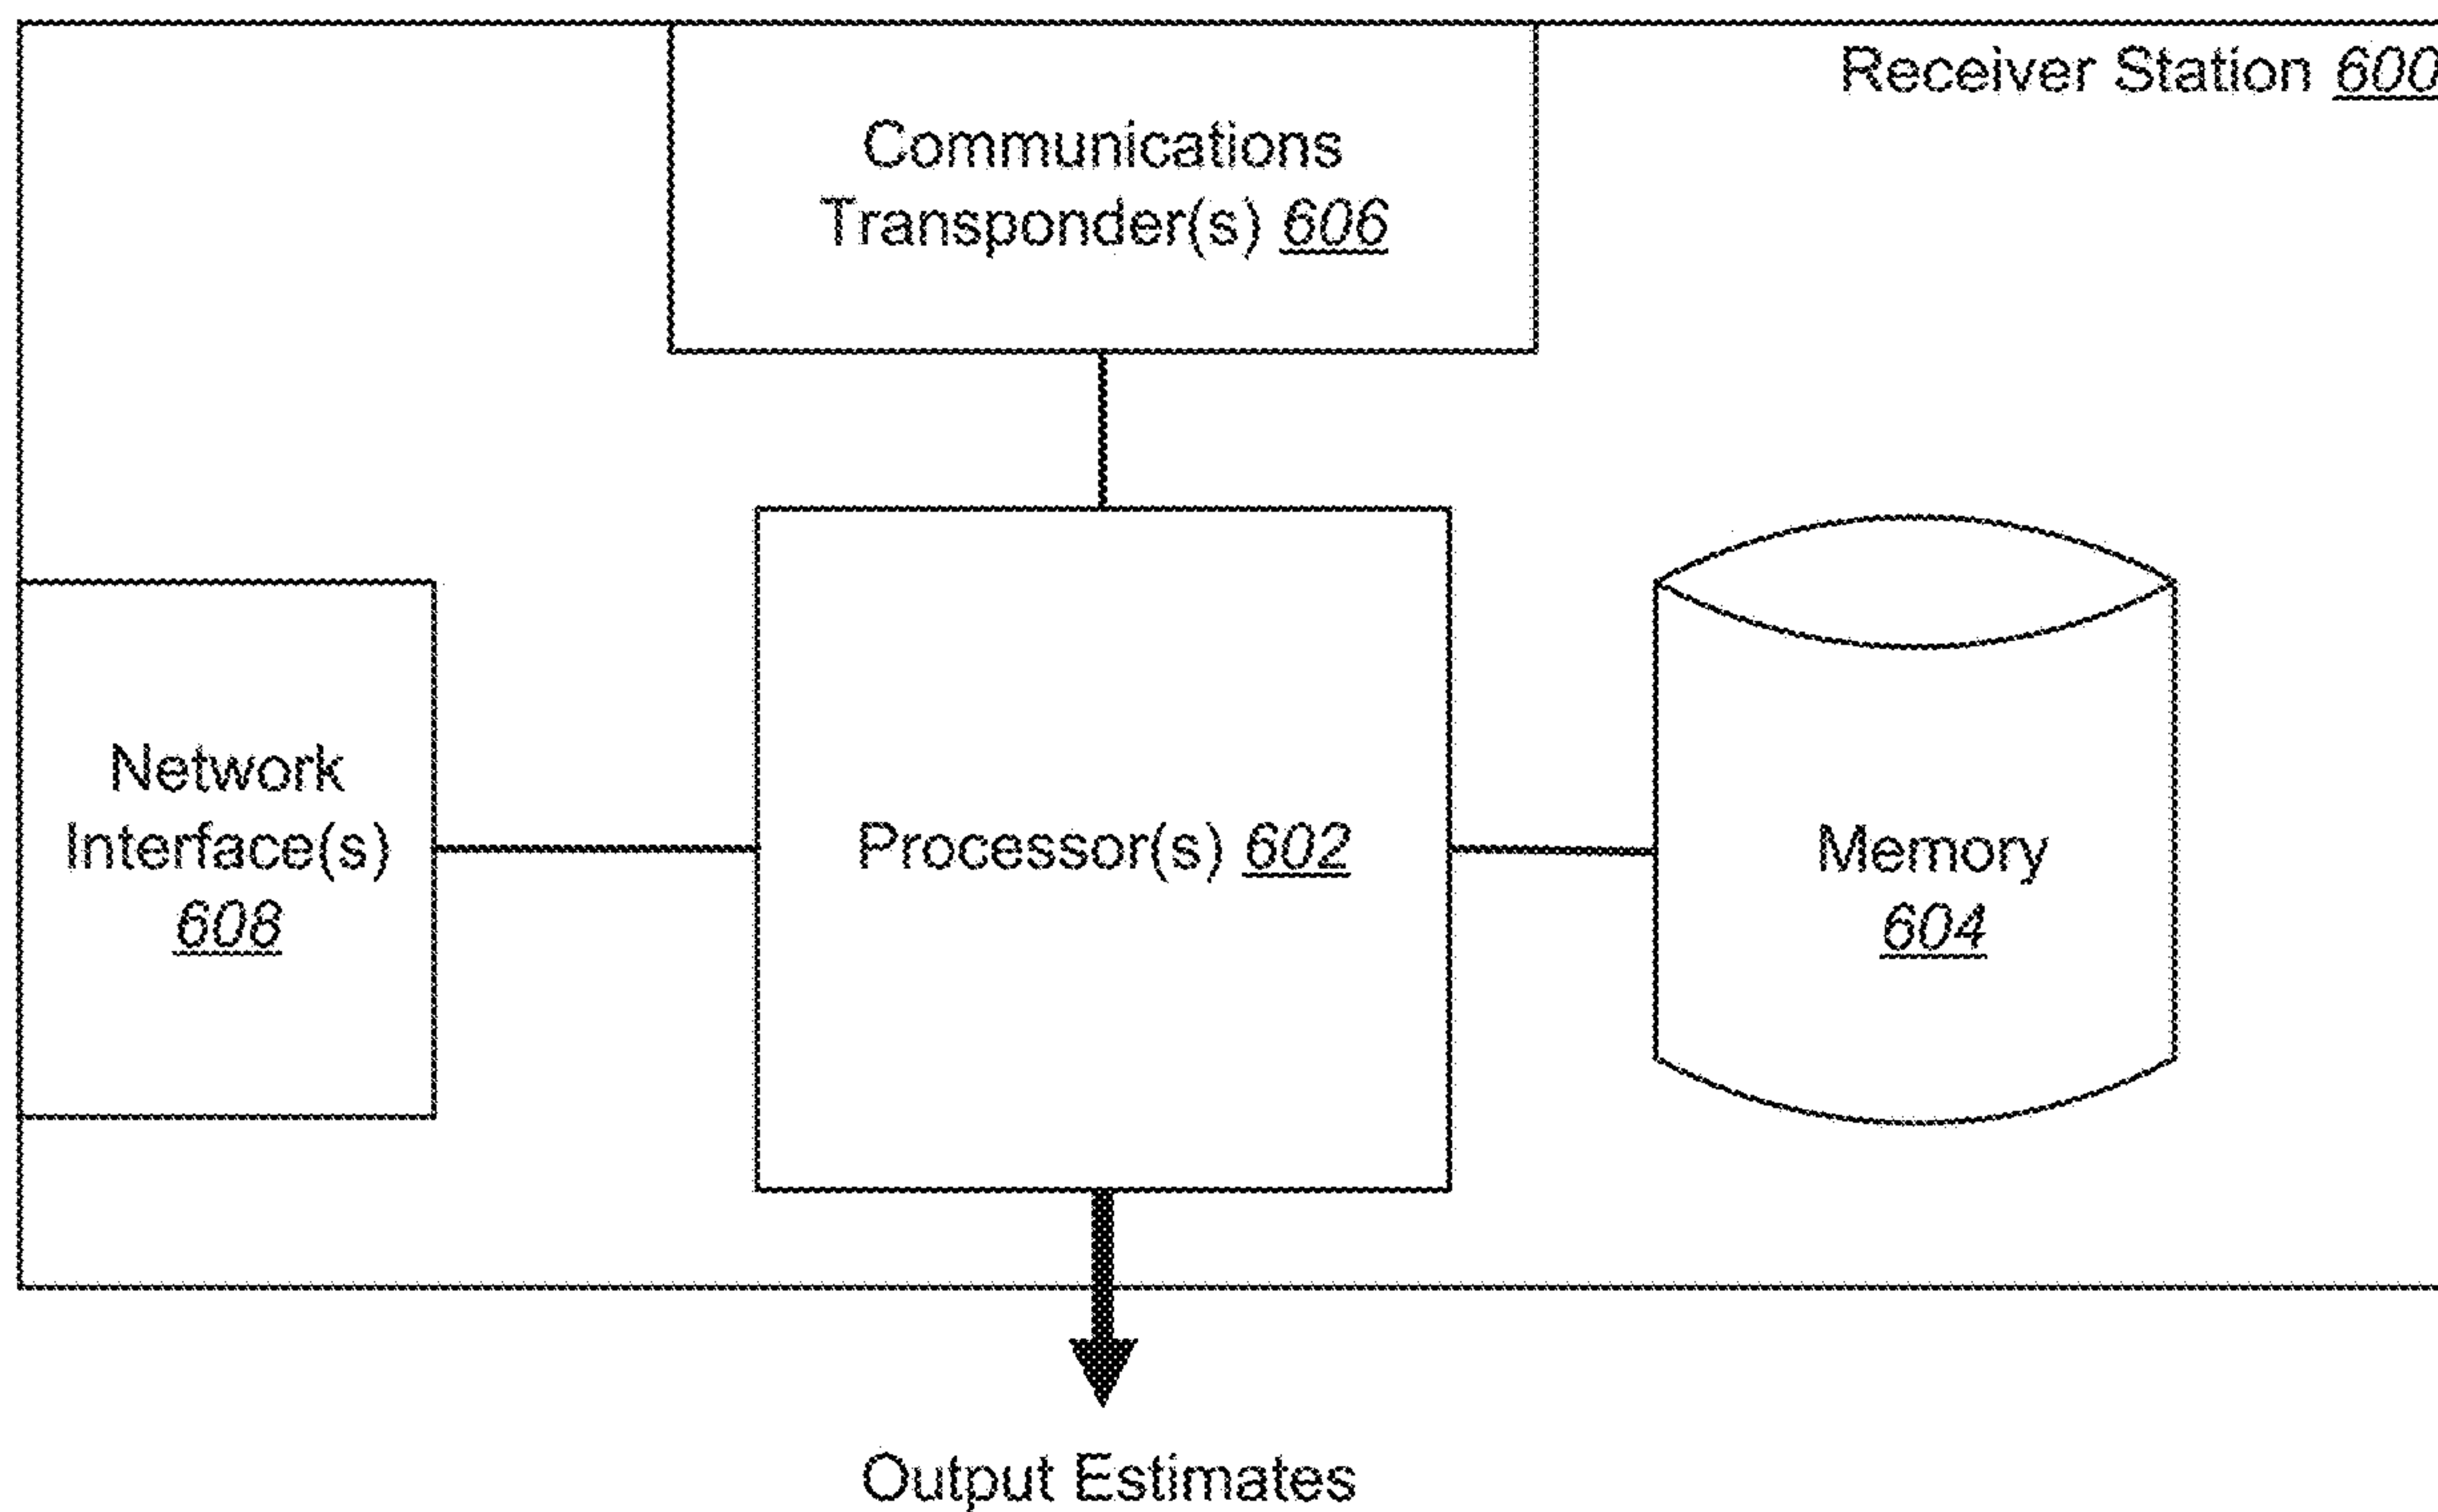 Receiver Station 600
Communications
Transponder(s) 606
Network
Interface(s)
608
Processor(s) 602
Memory
604
Output Estimates